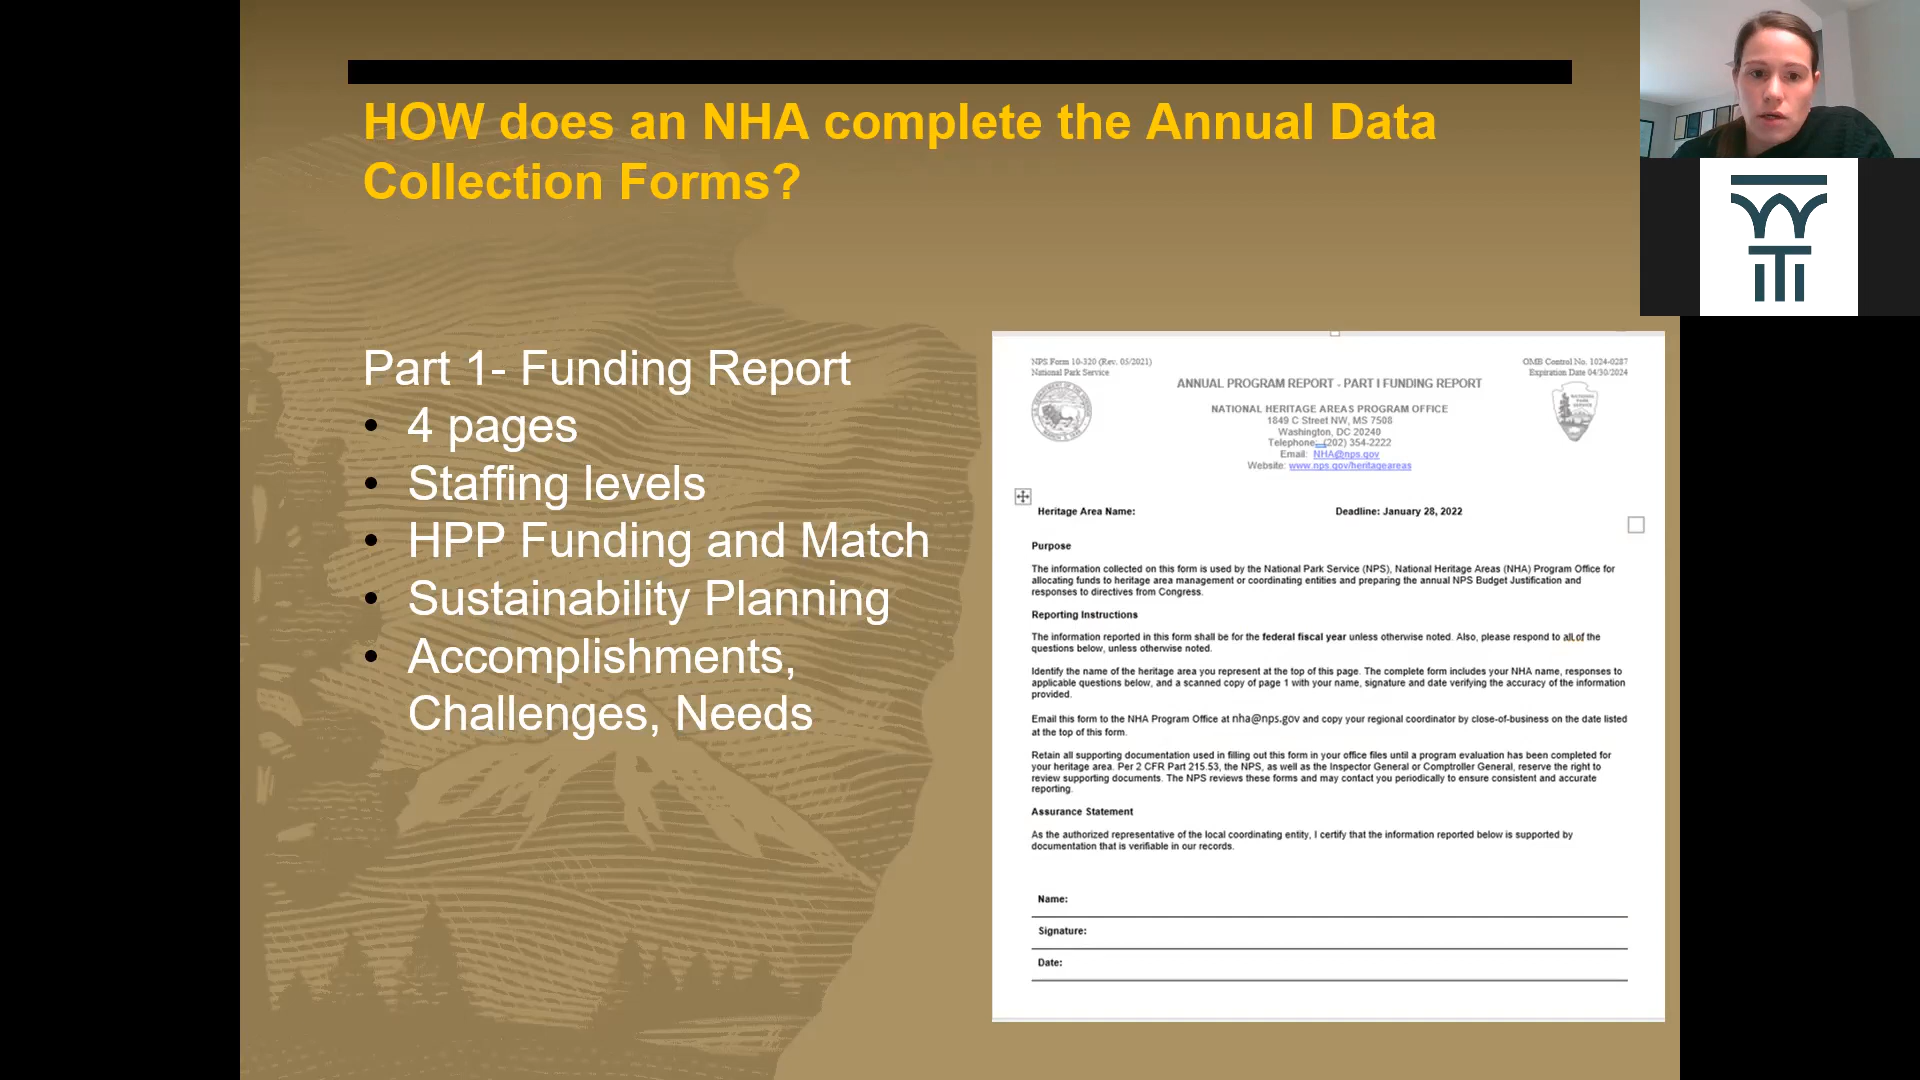 HOW does an NHA complete the Annual Data
Collection Forms?
Part 1- Funding Report
• 4 pages
• Staffing levels
• HPP Funding and Match
• Sustainability Planning
• Accomplishments,
Challenges, Needs
NPS Form 10-320 (Rev. 05/2021)
National Park Service
OMB Control No. 1024-0287
Expiration Date 04/30/2024
ANNUAL PROGRAM REPORT - PART I FUNDING REPORT
NATIONAL HERITAGE AREAS PROGRAM OFFICE
1849 C Street NW, MS 7508
Washington, DC 20240
Telephone: (202) 354-2222
Email: NHA@nps.gov
Website: www.nps.gov/heritageareas
Heritage Area Name: Deadline: January 28, 2022
Purpose
The information collected on this form is used by the National Park Service (NPS), National Heritage Areas (NHA) Program Office for
allocating funds to heritage area management or coordinating entities and preparing the annual NPS Budget Justification and
responses to directives from Congress.
Reporting Instructions
The information reported in this form shall be for the federal fiscal year unless otherwise noted. Also, please respond to all of the
questions below, unless otherwise noted.
Identify the name of the heritage area you represent at the top of this page. The complete form includes your NHA name, responses to
applicable questions below, and a scanned copy of page 1 with your name, signature and date verifying the accuracy of the information
provided.
Email this form to the NHA Program Office at nha@nps.gov and copy your regional coordinator by close-of-business on the date listed
at the top of this form.
Retain all supporting documentation used in filling out this form in your office files until a program evaluation has been completed for
your heritage area. Per 2 CFR Part 215.53, the NPS, as well as the Inspector General or Comptroller General, reserve the right to
review supporting documents. The NPS reviews these forms and may contact you periodically to ensure consistent and accurate
reporting.
Assurance Statement
As the authorized representative of the local coordinating entity, I certify that the information reported below is supported by
documentation that is verifiable in our records.
Name:
Signature:
Date: